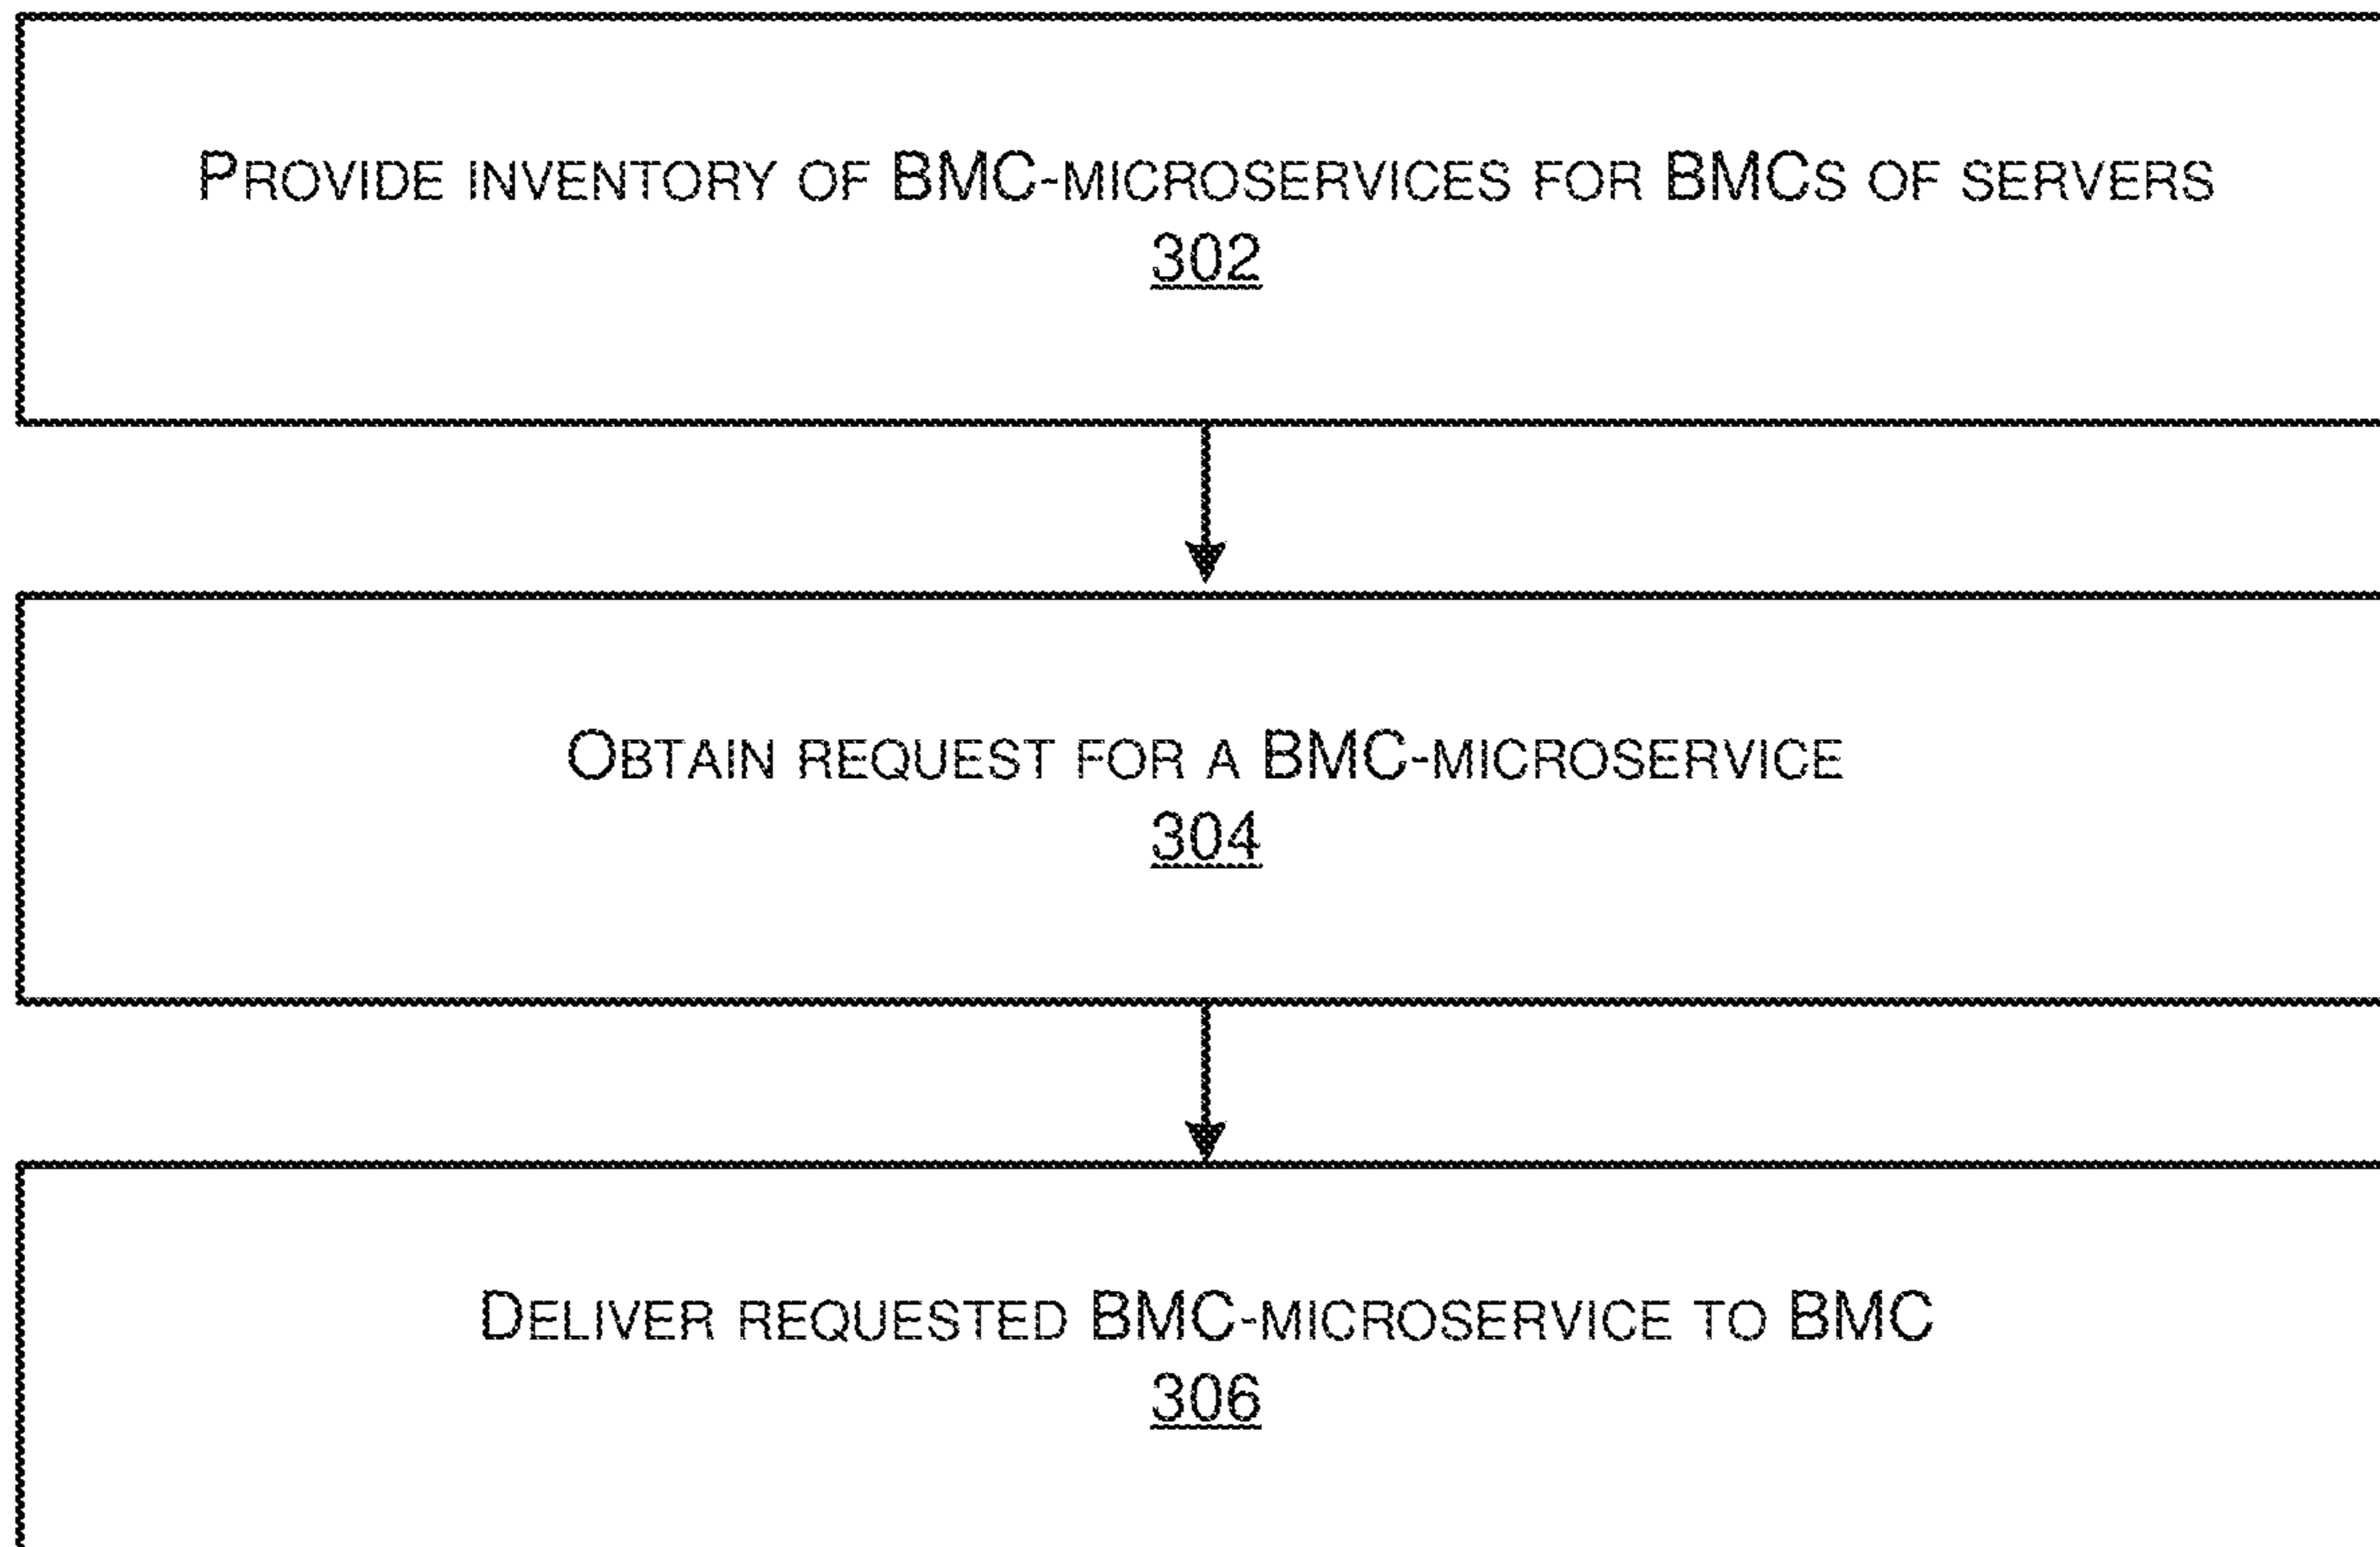 PROVIDE INVENTORY OF BMC-MICROSERVICES FOR BMCS OF SERVERS
302
OBTAIN REQUEST FOR A BMC-MICROSERVICE
304
DELIVER REQUESTED BMC-MICROSERVICE TO BMC
306